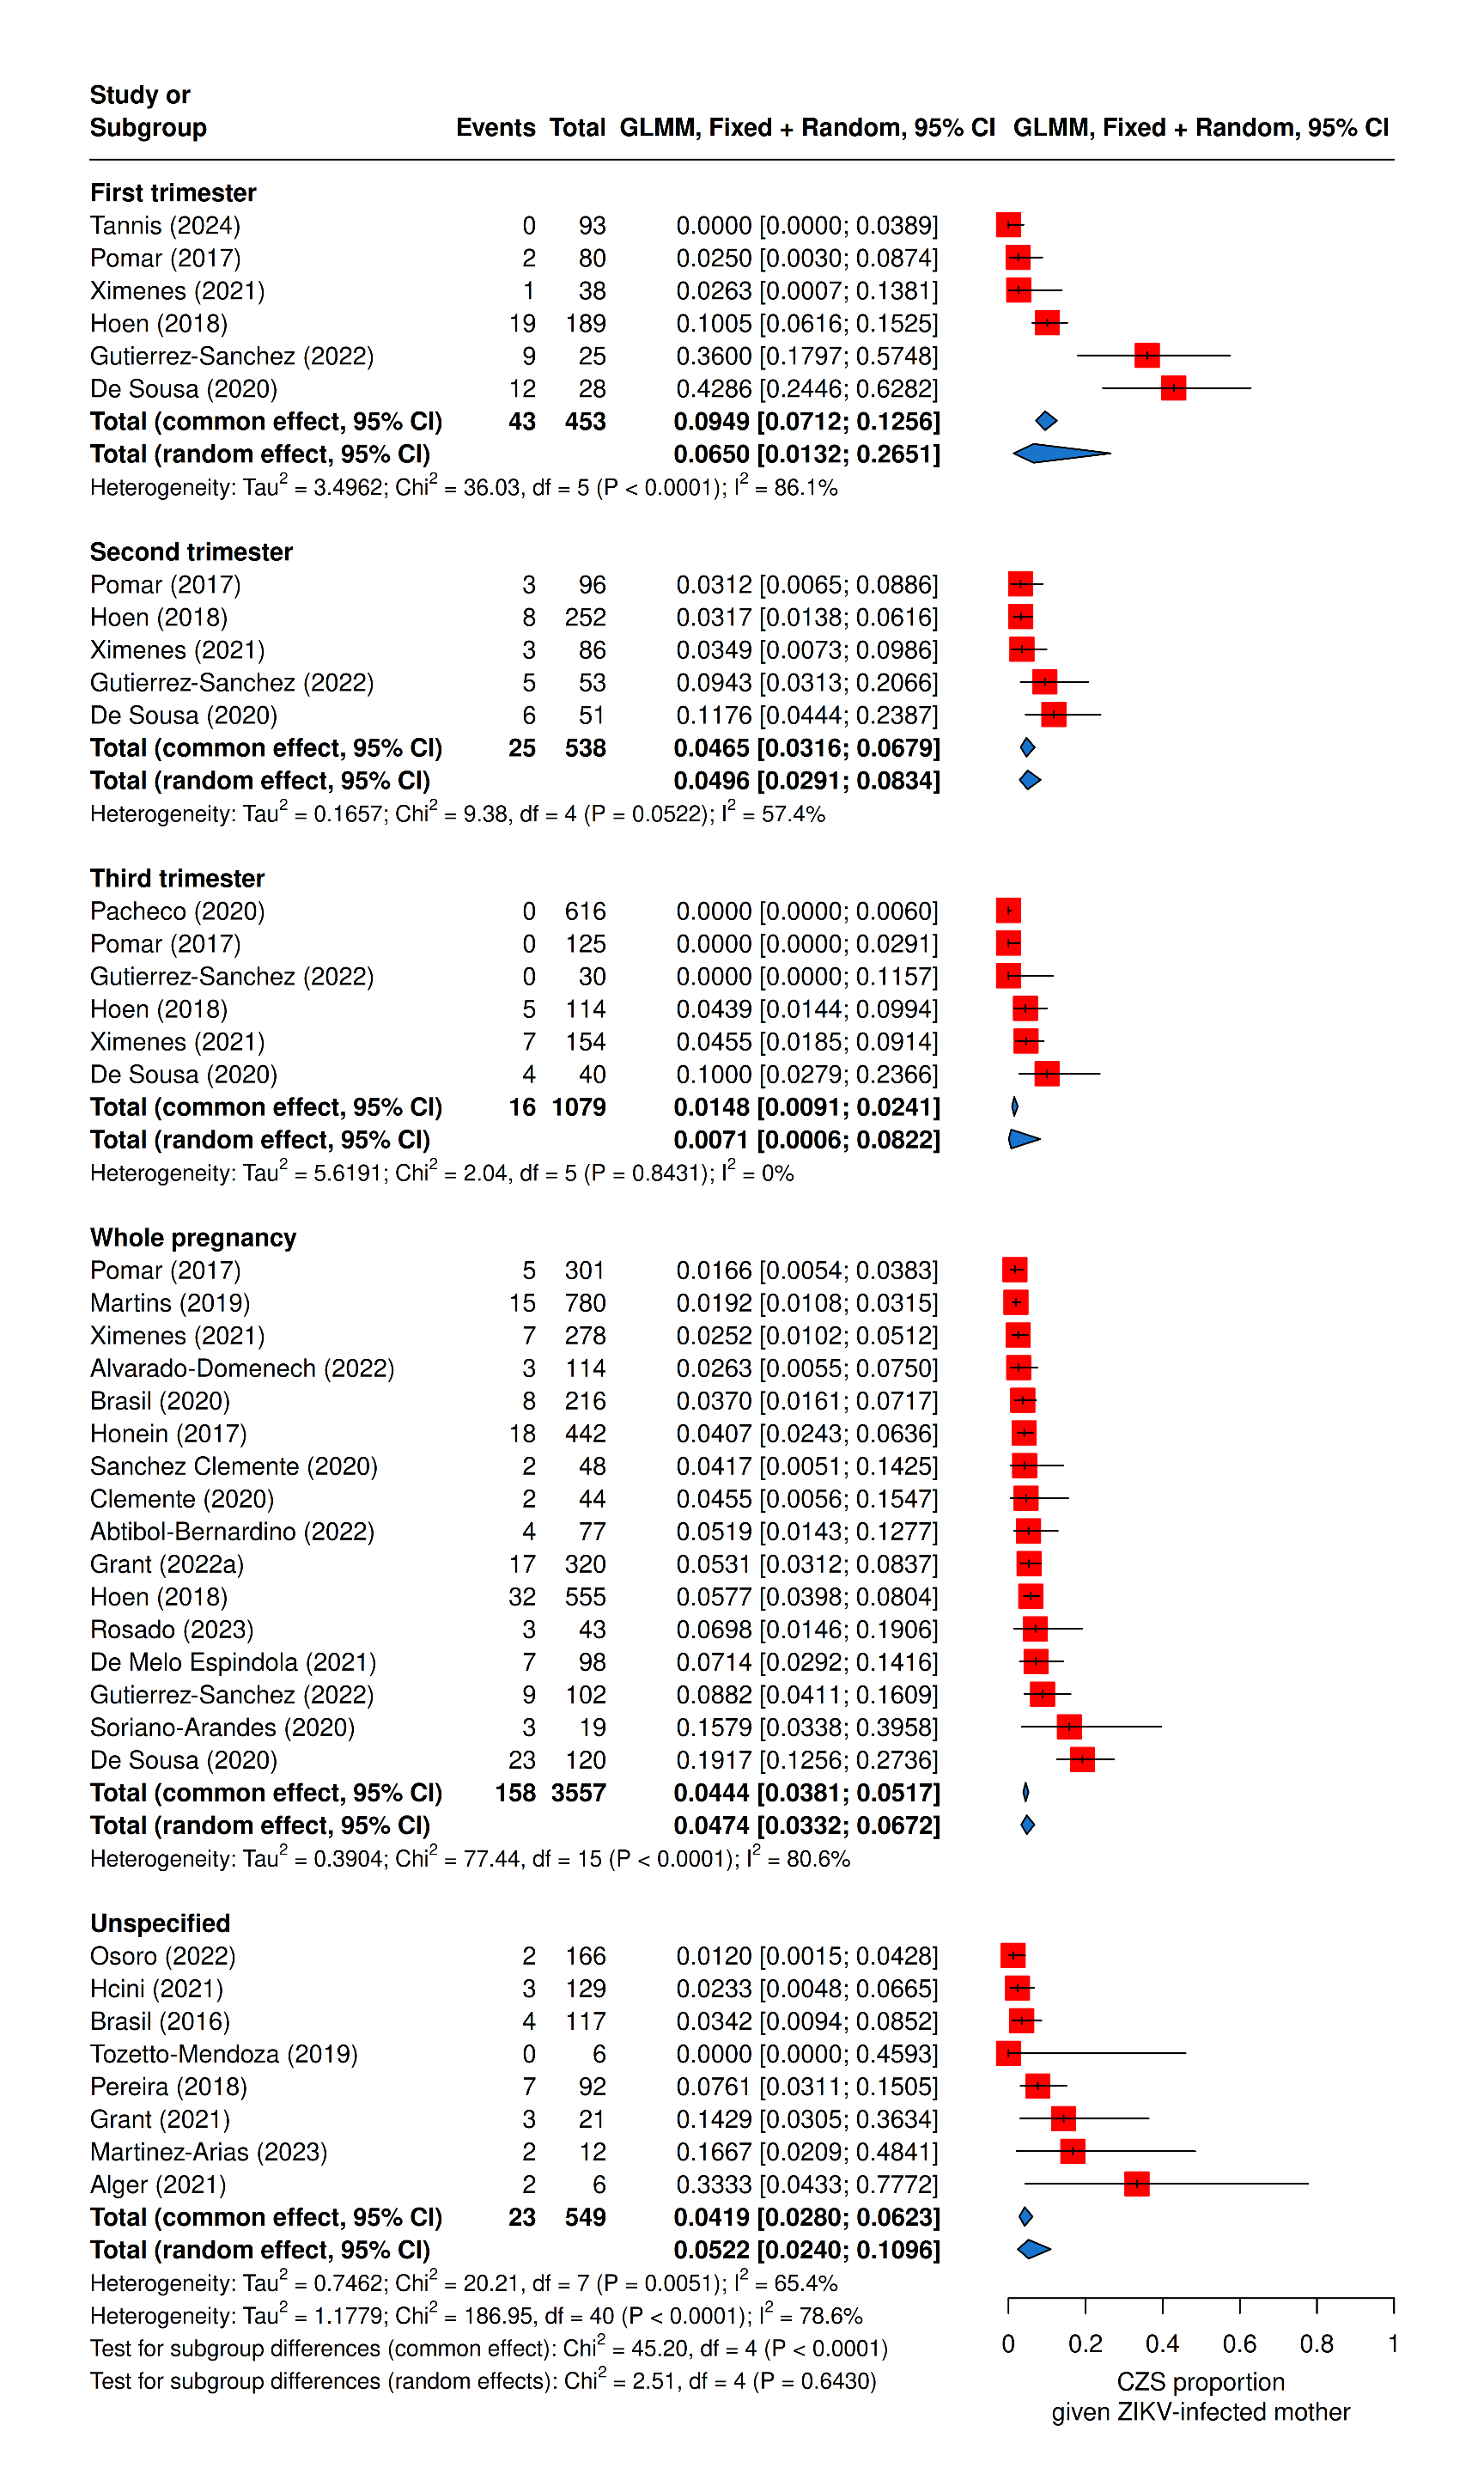 Study or
Subgroup Events Total GLMM, Fixed + Random, 95% CI GLMM, Fixed + Random, 95% CI
First trimester
Tannis (2024) 0 93 0.0000 [0.0000; 0.0389]
Pomar (2017) 2 80 0.0250 [0.0030; 0.0874]
Ximenes (2021) 1 38 0.0263 [0.0007; 0.1381]
Hoen (2018) 19 189 0.1005 [0.0616; 0.1525]
Gutierrez-Sanchez (2022) 9 25 0.3600 [0.1797; 0.5748]
De Sousa (2020) 12 28 0.4286 [0.2446; 0.6282]
Total (common effect, 95% CI) 43 453 0.0949 [0.0712; 0.1256]
Total (random effect, 95% CI) 0.0650 [0.0132; 0.2651]
Heterogeneity: Tau² = 3.4962; Chi² = 36.03, df = 5 (P < 0.0001); I² = 86.1%
Second trimester
Pomar (2017) 3 96 0.0312 [0.0065; 0.0886]
Hoen (2018) 8 252 0.0317 [0.0138; 0.0616]
Ximenes (2021) 3 86 0.0349 [0.0073; 0.0986]
Gutierrez-Sanchez (2022) 5 53 0.0943 [0.0313; 0.2066]
De Sousa (2020) 6 51 0.1176 [0.0444; 0.2387]
Total (common effect, 95% CI) 25 538 0.0465 [0.0316; 0.0679]
Total (random effect, 95% CI) 0.0496 [0.0291; 0.0834]
Heterogeneity: Tau² = 0.1657; Chi² = 9.38, df = 4 (P = 0.0522); I² = 57.4%
Third trimester
Pacheco (2020) 0 616 0.0000 [0.0000; 0.0060]
Pomar (2017) 0 125 0.0000 [0.0000; 0.0291]
Gutierrez-Sanchez (2022) 0 30 0.0000 [0.0000; 0.1157]
Hoen (2018) 5 114 0.0439 [0.0144; 0.0994]
Ximenes (2021) 7 154 0.0455 [0.0185; 0.0914]
De Sousa (2020) 4 40 0.1000 [0.0279; 0.2366]
Total (common effect, 95% CI) 16 1079 0.0148 [0.0091; 0.0241]
Total (random effect, 95% CI) 0.0071 [0.0006; 0.0822]
Heterogeneity: Tau² = 5.6191; Chi² = 2.04, df = 5 (P = 0.8431); I² = 0%
Whole pregnancy
Pomar (2017) 5 301 0.0166 [0.0054; 0.0383]
Martins (2019) 15 780 0.0192 [0.0108; 0.0315]
Ximenes (2021) 7 278 0.0252 [0.0102; 0.0512]
Alvarado-Domenech (2022) 3 114 0.0263 [0.0055; 0.0750]
Brasil (2020) 8 216 0.0370 [0.0161; 0.0717]
Honein (2017) 18 442 0.0407 [0.0243; 0.0636]
Sanchez Clemente (2020) 2 48 0.0417 [0.0051; 0.1425]
Clemente (2020) 2 44 0.0455 [0.0056; 0.1547]
Abtibol-Bernardino (2022) 4 77 0.0519 [0.0143; 0.1277]
Grant (2022a) 17 320 0.0531 [0.0312; 0.0837]
Hoen (2018) 32 555 0.0577 [0.0398; 0.0804]
Rosado (2023) 3 43 0.0698 [0.0146; 0.1906]
De Melo Espindola (2021) 7 98 0.0714 [0.0292; 0.1416]
Gutierrez-Sanchez (2022) 9 102 0.0882 [0.0411; 0.1609]
Soriano-Arandes (2020) 3 19 0.1579 [0.0338; 0.3958]
De Sousa (2020) 23 120 0.1917 [0.1256; 0.2736]
Total (common effect, 95% CI) 158 3557 0.0444 [0.0381; 0.0517]
Total (random effect, 95% CI) 0.0474 [0.0332; 0.0672]
Heterogeneity: Tau² = 0.3904; Chi² = 77.44, df = 15 (P < 0.0001); I² = 80.6%
Unspecified
Osoro (2022) 2 166 0.0120 [0.0015; 0.0428]
Hcini (2021) 3 129 0.0233 [0.0048; 0.0665]
Brasil (2016) 4 117 0.0342 [0.0094; 0.0852]
Tozetto-Mendoza (2019) 0 6 0.0000 [0.0000; 0.4593]
Pereira (2018) 7 92 0.0761 [0.0311; 0.1505]
Grant (2021) 3 21 0.1429 [0.0305; 0.3634]
Martinez-Arias (2023) 2 12 0.1667 [0.0209; 0.4841]
Alger (2021) 2 6 0.3333 [0.0433; 0.7772]
Total (common effect, 95% CI) 23 549 0.0419 [0.0280; 0.0623]
Total (random effect, 95% CI) 0.0522 [0.0240; 0.1096]
Heterogeneity: Tau² = 0.7462; Chi² = 20.21, df = 7 (P = 0.0051); I² = 65.4%
Heterogeneity: Tau² = 1.1779; Chi² = 186.95, df = 40 (P < 0.0001); I² = 78.6%
Test for subgroup differences (common effect): Chi² = 45.20, df = 4 (P < 0.0001)
Test for subgroup differences (random effects): Chi² = 2.51, df = 4 (P = 0.6430)
0 0.2 0.4 0.6 0.8 1
CZS proportion
given ZIKV-infected mother